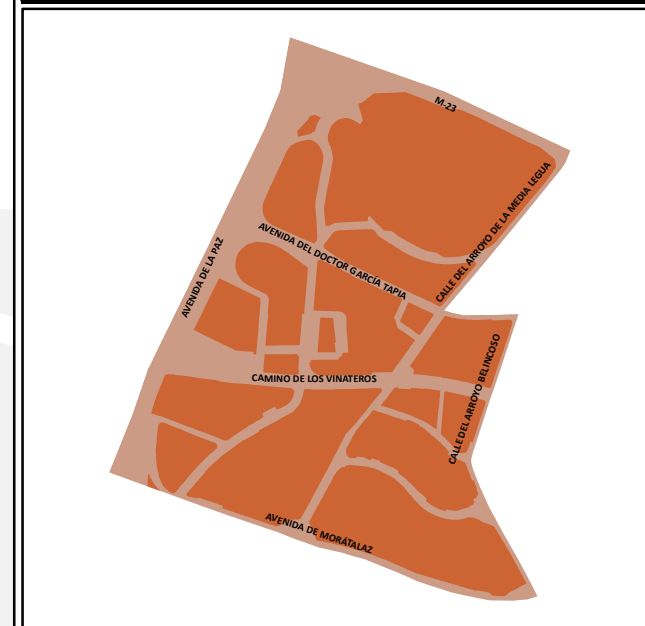 M-23
CALLE DEL ARROYO DE LA MEDIA LEGUA
AVENIDA DE LA PAZ
AVENIDA DEL DOCTOR GARCÍA TAPIA
CAMINO DE LOS VINATEROS
CALLE DEL ARROYO BELINCOSO
AVENIDA DE MORÁTALAZ